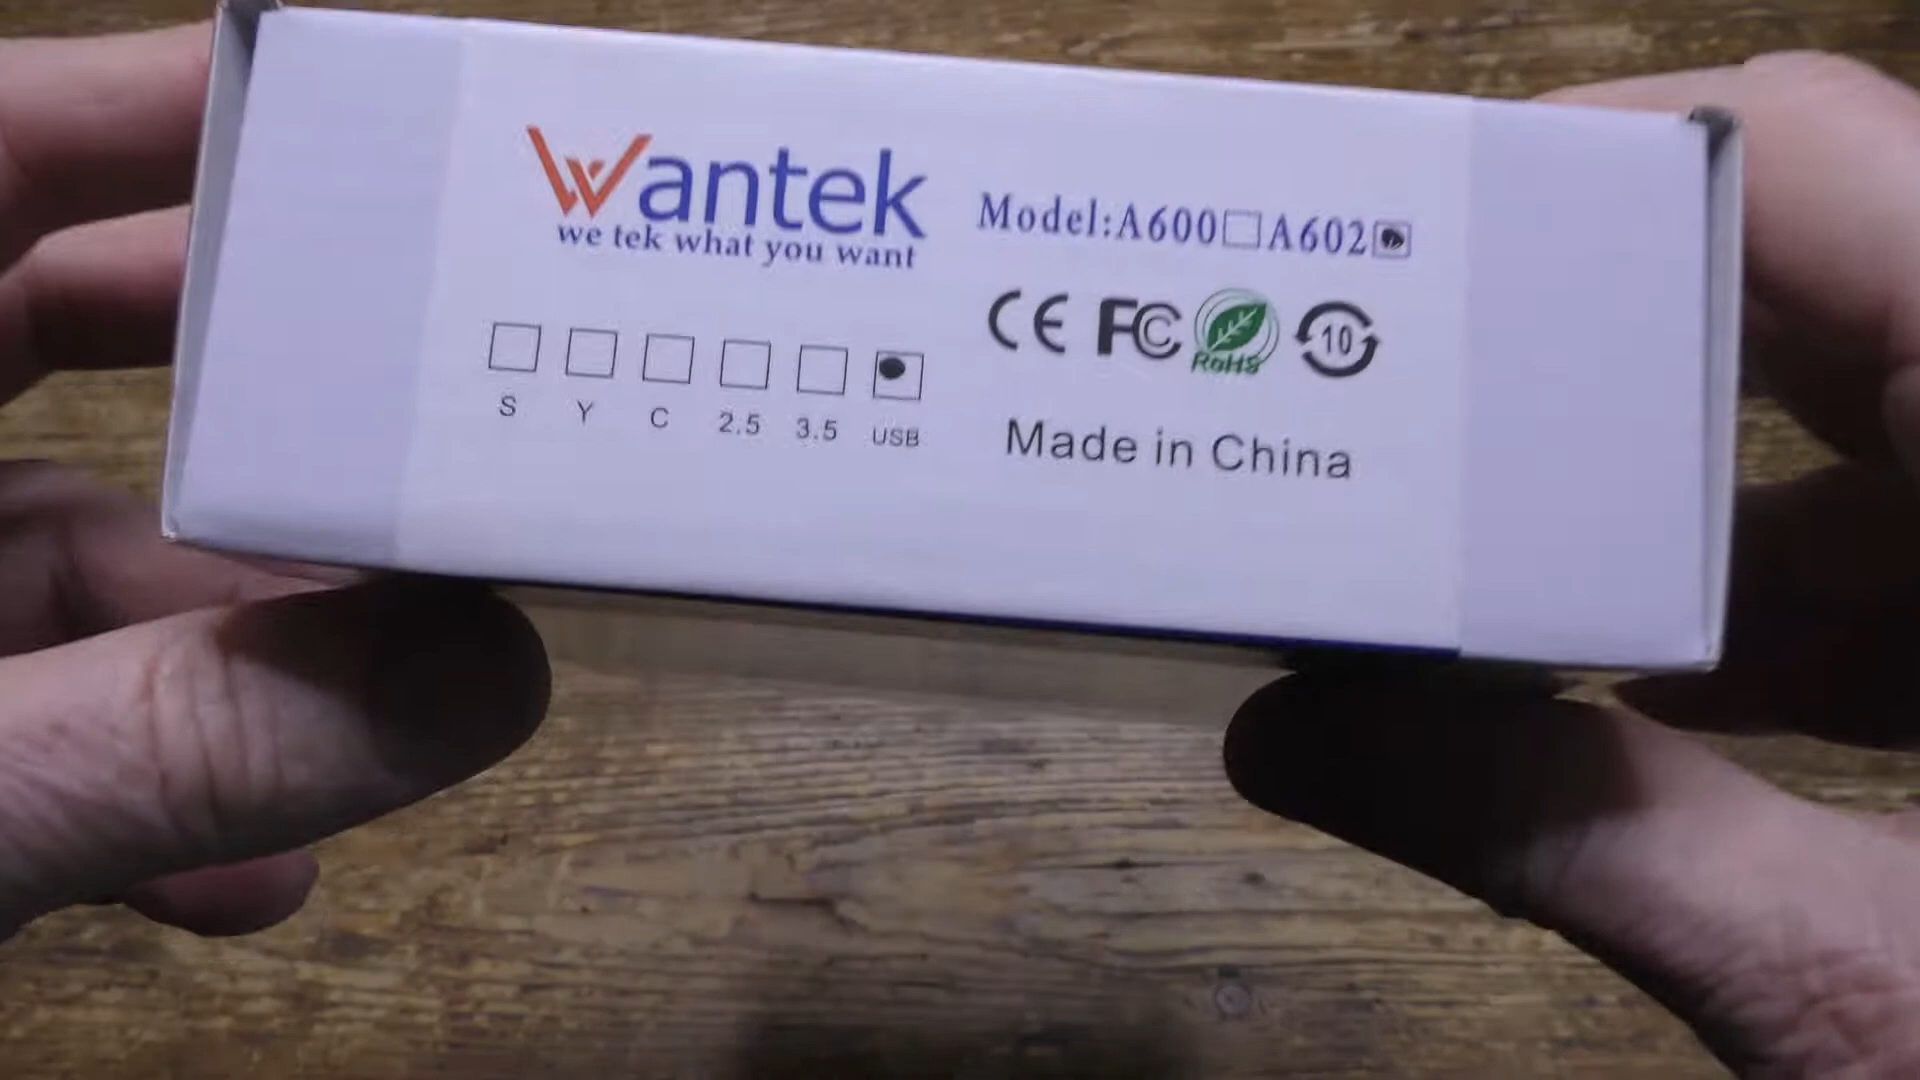 Wantek
we tek what you want
Model:A600□A602
S Y C 2.5 3.5 USB
CE FC RoHS 10
Made in China